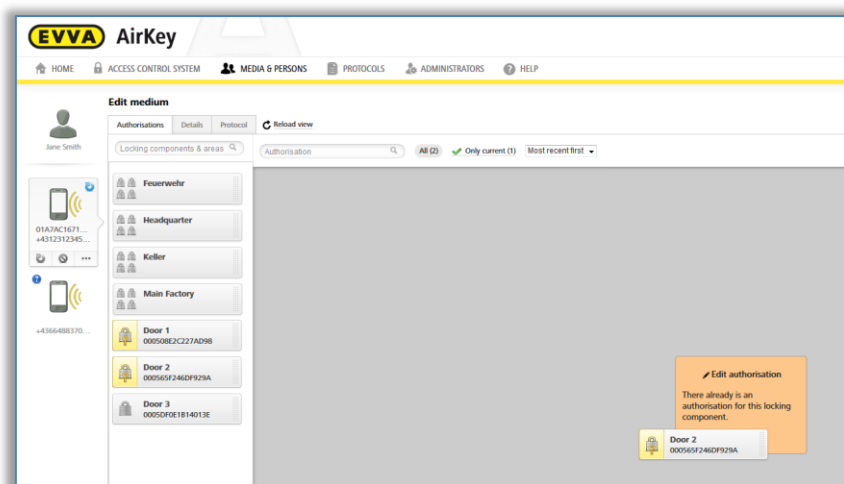 EVVA AirKey
HOME ACCESS CONTROL SYSTEM MEDIA & PERSONS PROTOCOLS ADMINISTRATORS HELP
Edit medium
Authorisations Details Protocol Reload view
Jane Smith
Locking components & areas
Authorisation All (2) Only current (1) Most recent first
Feuerwehr
Headquarter
Keller
Main Factory
Door 1
000508E2C227AD98
Door 2
000565F246DF929A
Door 3
0005DF0E1814013E
01A7AC1671...
+4312312345...
+4366488370...
Edit authorisation
There already is an
authorisation for this locking
component.
Door 2
000565F246DF929A